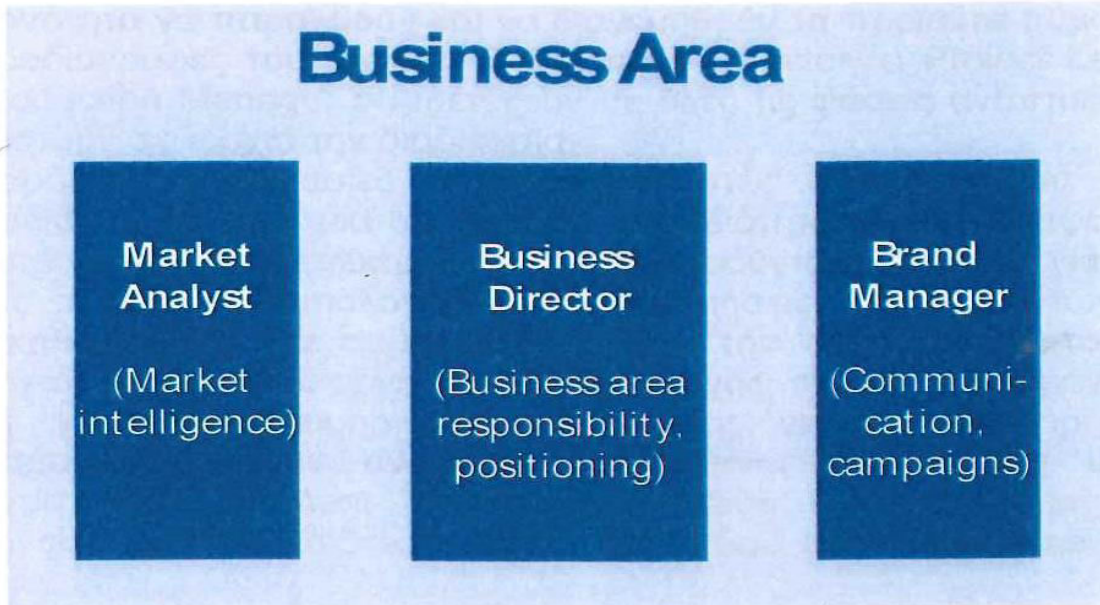 Business Area
Market
Analyst
(Market
intelligence)
Business
Director
(Business area
responsibility,
positioning)
Brand
Manager
(Communi-
cation,
campaigns)